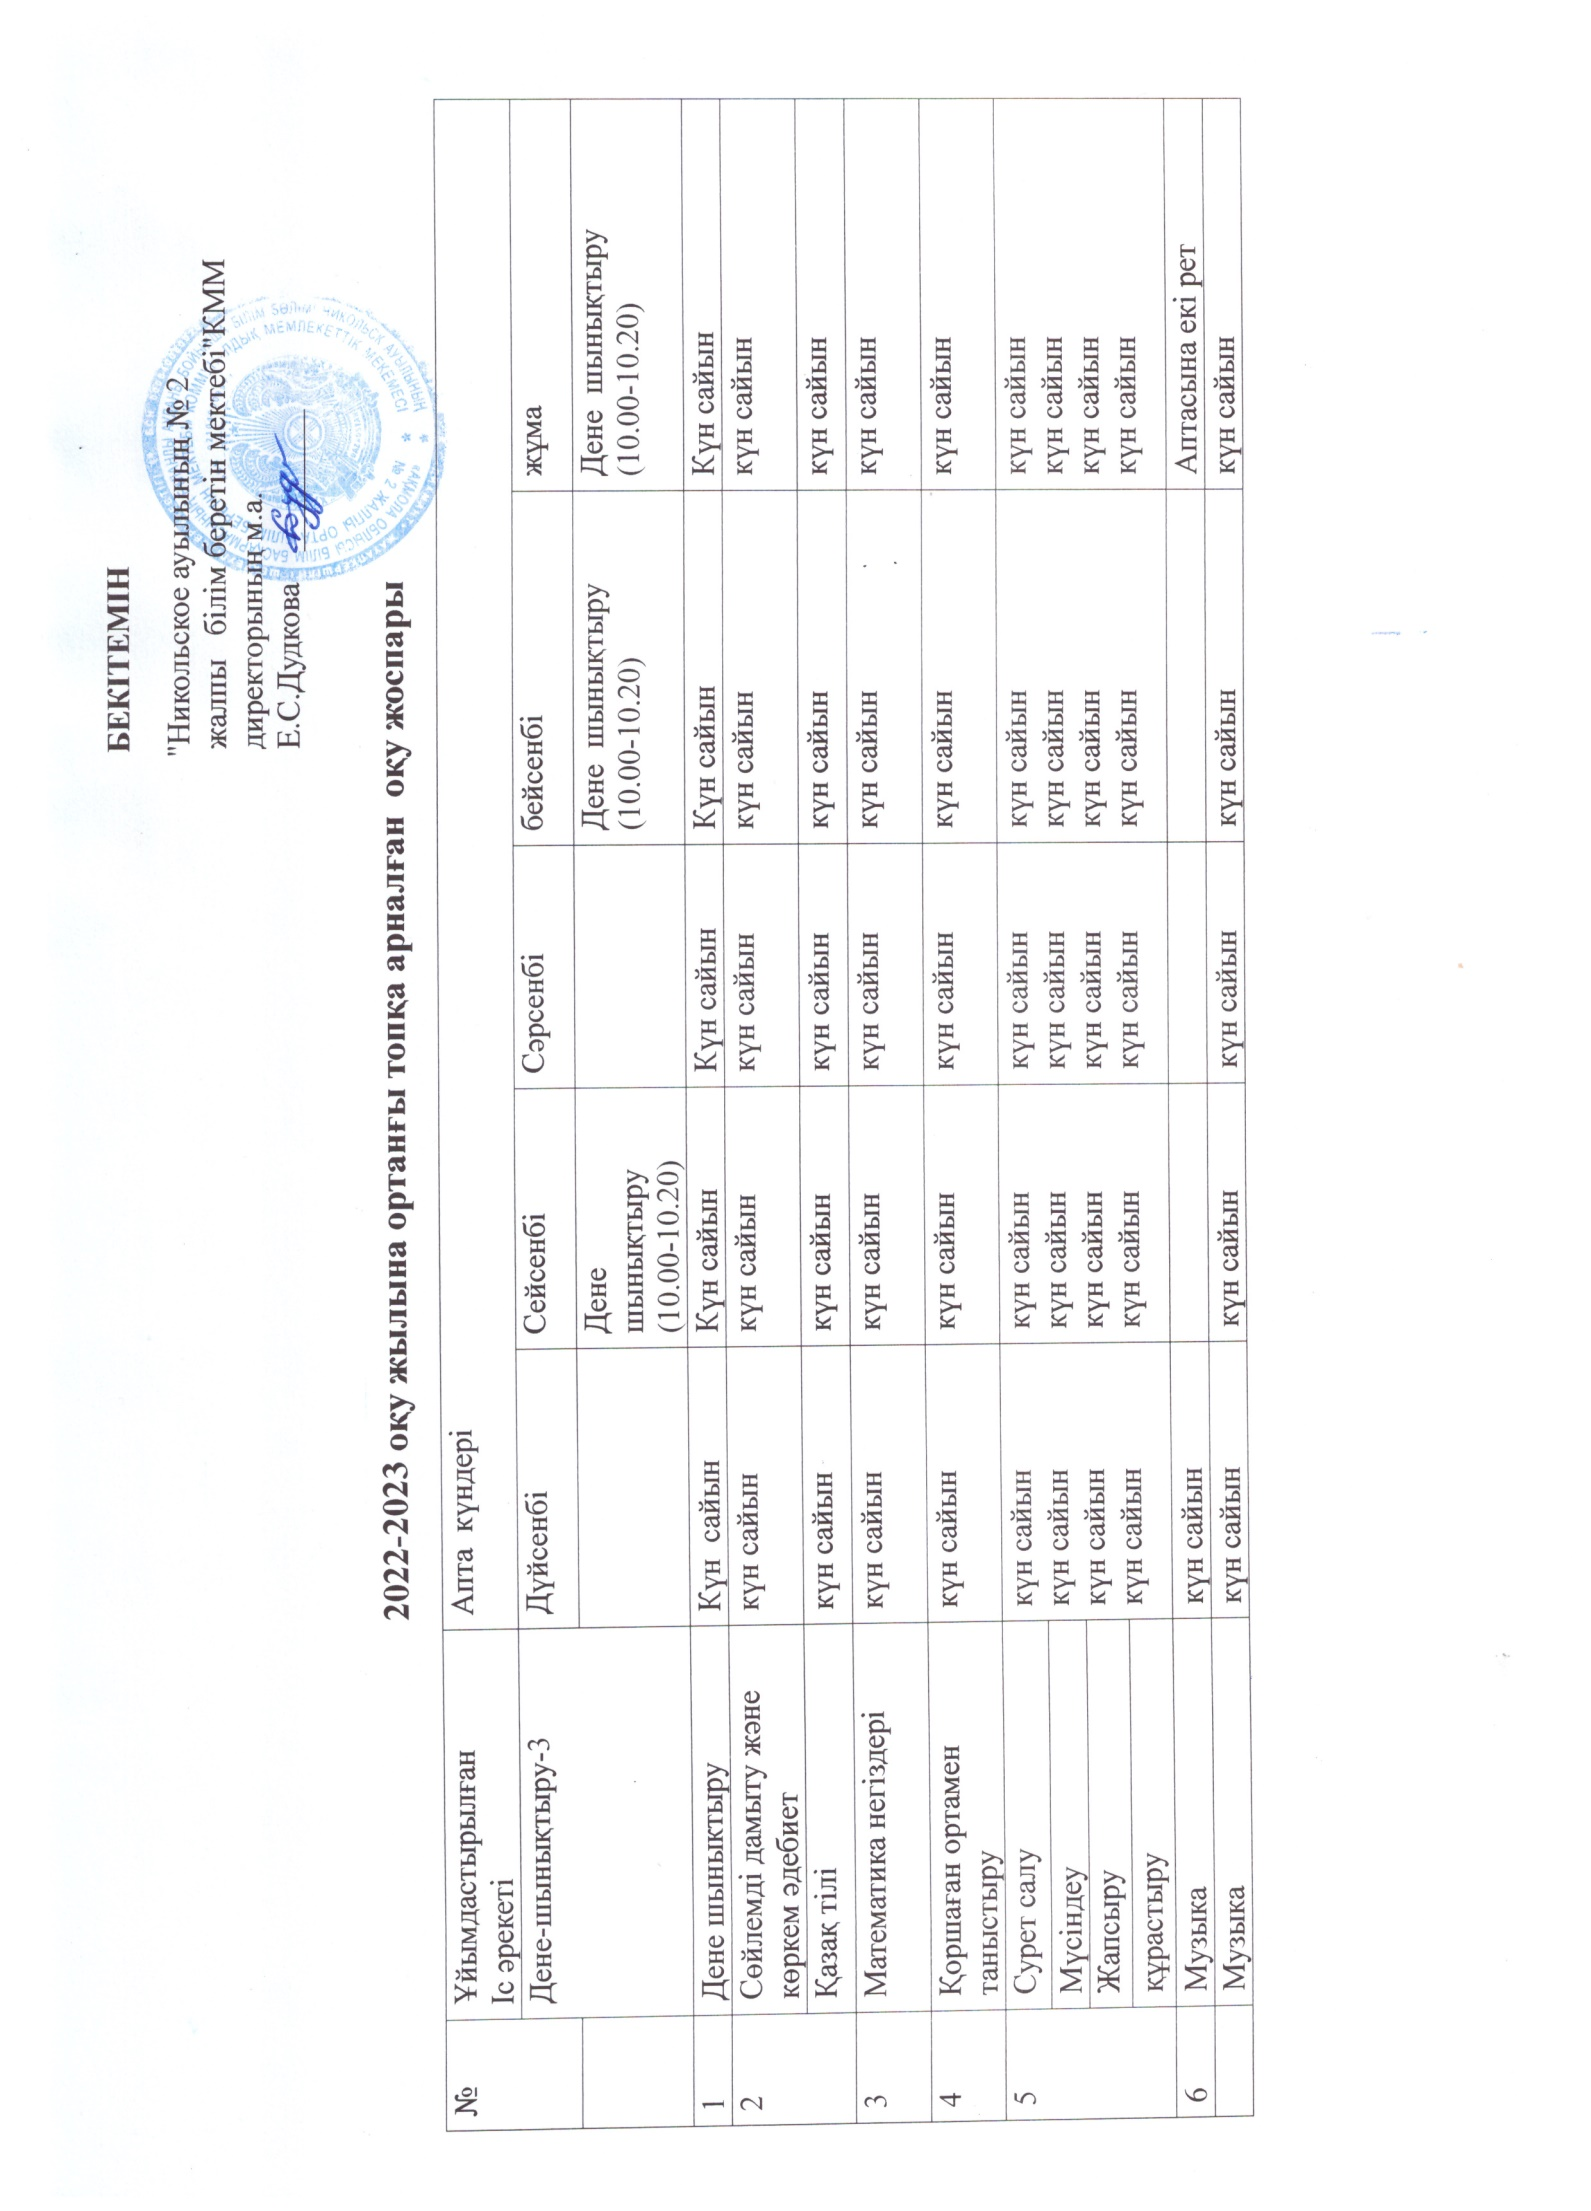 БЕКІТЕМІН
"Никольское ауылының № 2
жалпы білім беретін мектебі"КММ
директорының м.а.
Е.С.Дудкова
2022-2023 оқу жылына ортанғы топқа арналған оқу жоспары
№ Ұйымдастырылған Апта күндері
Іс әрекеті
Дене-шынықтыру-3 Дүйсенбі Сейсенбі Сәрсенбі бейсенбі жұма
Дене Дене шынықтыру Дене шынықтыру
шынықтыру (10.00-10.20) (10.00-10.20)
(10.00-10.20)
1 Дене шыныктыру Күн сайын Күн сайын Күн сайын Күн сайын Күн сайын
2 Сөйлемді дамыту және күн сайын күн сайын күн сайын күн сайын күн сайын
көркем әдебиет
Қазақ тілі күн сайын күн сайын күн сайын күн сайын күн сайын
3 Математика негіздері күн сайын күн сайын күн сайын күн сайын күн сайын
4 Қоршаған ортамен күн сайын күн сайын күн сайын күн сайын күн сайын
таныстыру
5 Сурет салу күн сайын күн сайын күн сайын күн сайын күн сайын
Мүсіндеу күн сайын күн сайын күн сайын күн сайын күн сайын
Жапсыру күн сайын күн сайын күн сайын күн сайын күн сайын
құрастыру күн сайын күн сайын күн сайын күн сайын күн сайын
6 Музыка күн сайын Аптасына екі рет
Музыка күн сайын күн сайын күн сайын күн сайын күн сайын